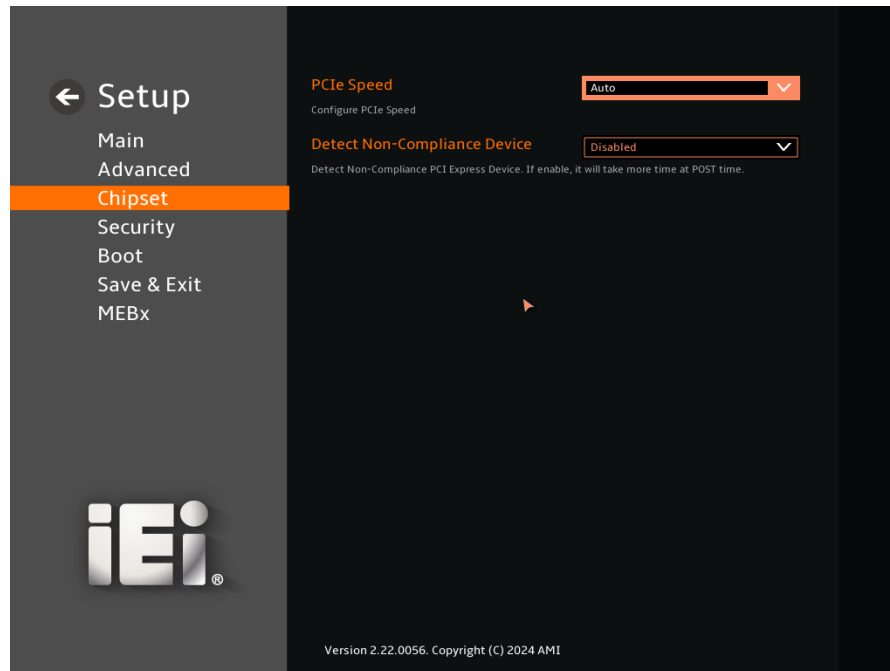 Setup
Main
Advanced
Chipset
Security
Boot
Save & Exit
MEBx
PCIe Speed
Auto
Configure PCIe Speed
Detect Non-Compliance Device
Disabled
Detect Non-Compliance PCI Express Device. If enable, it will take more time at POST time.
iEi®
Version 2.22.0056. Copyright (C) 2024 AMI